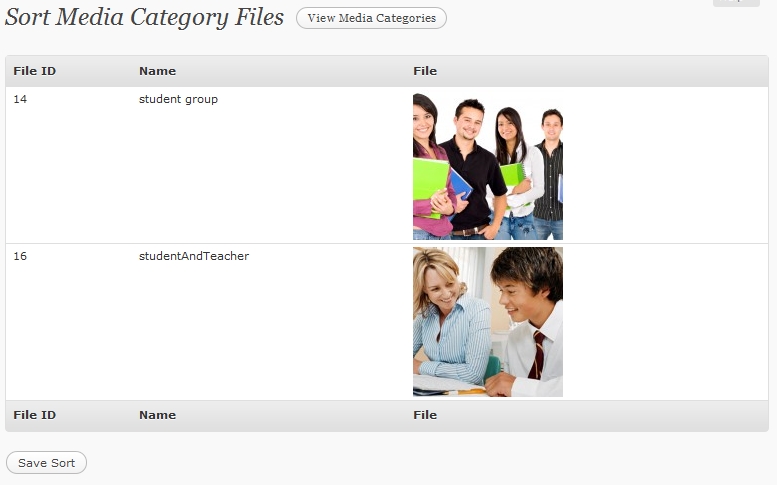 Sort Media Category Files View Media Categories
File ID Name File
14 student group
16 studentAndTeacher
File ID Name File
Save Sort